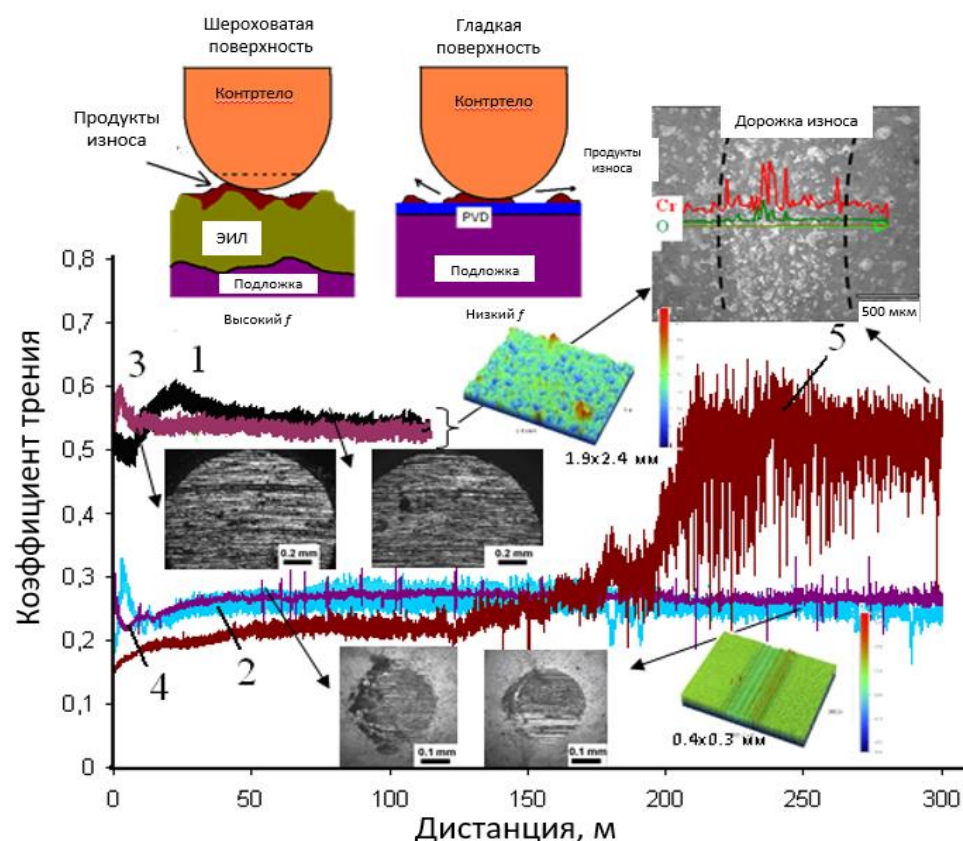 Шероховатая
поверхность
Гладкая
поверхность
Контртело
Контртело
Продукты
износа
Продукты
износа
Дорожка износа
Cr
O
500 мкм
ЭИЛ
Подложка
PVD
Подложка
Высокий f
Низкий f
Коэффициент трения
0,8
0,7
0,6
0,5
0,4
0,3
0,2
0,1
0
3
1
5
4
2
1.9x2.4 мм
0.2 mm
0.2 mm
0.1 mm
0.1 mm
0.4x0.3 мм
0
50
100
150
200
250
300
Дистанция, м